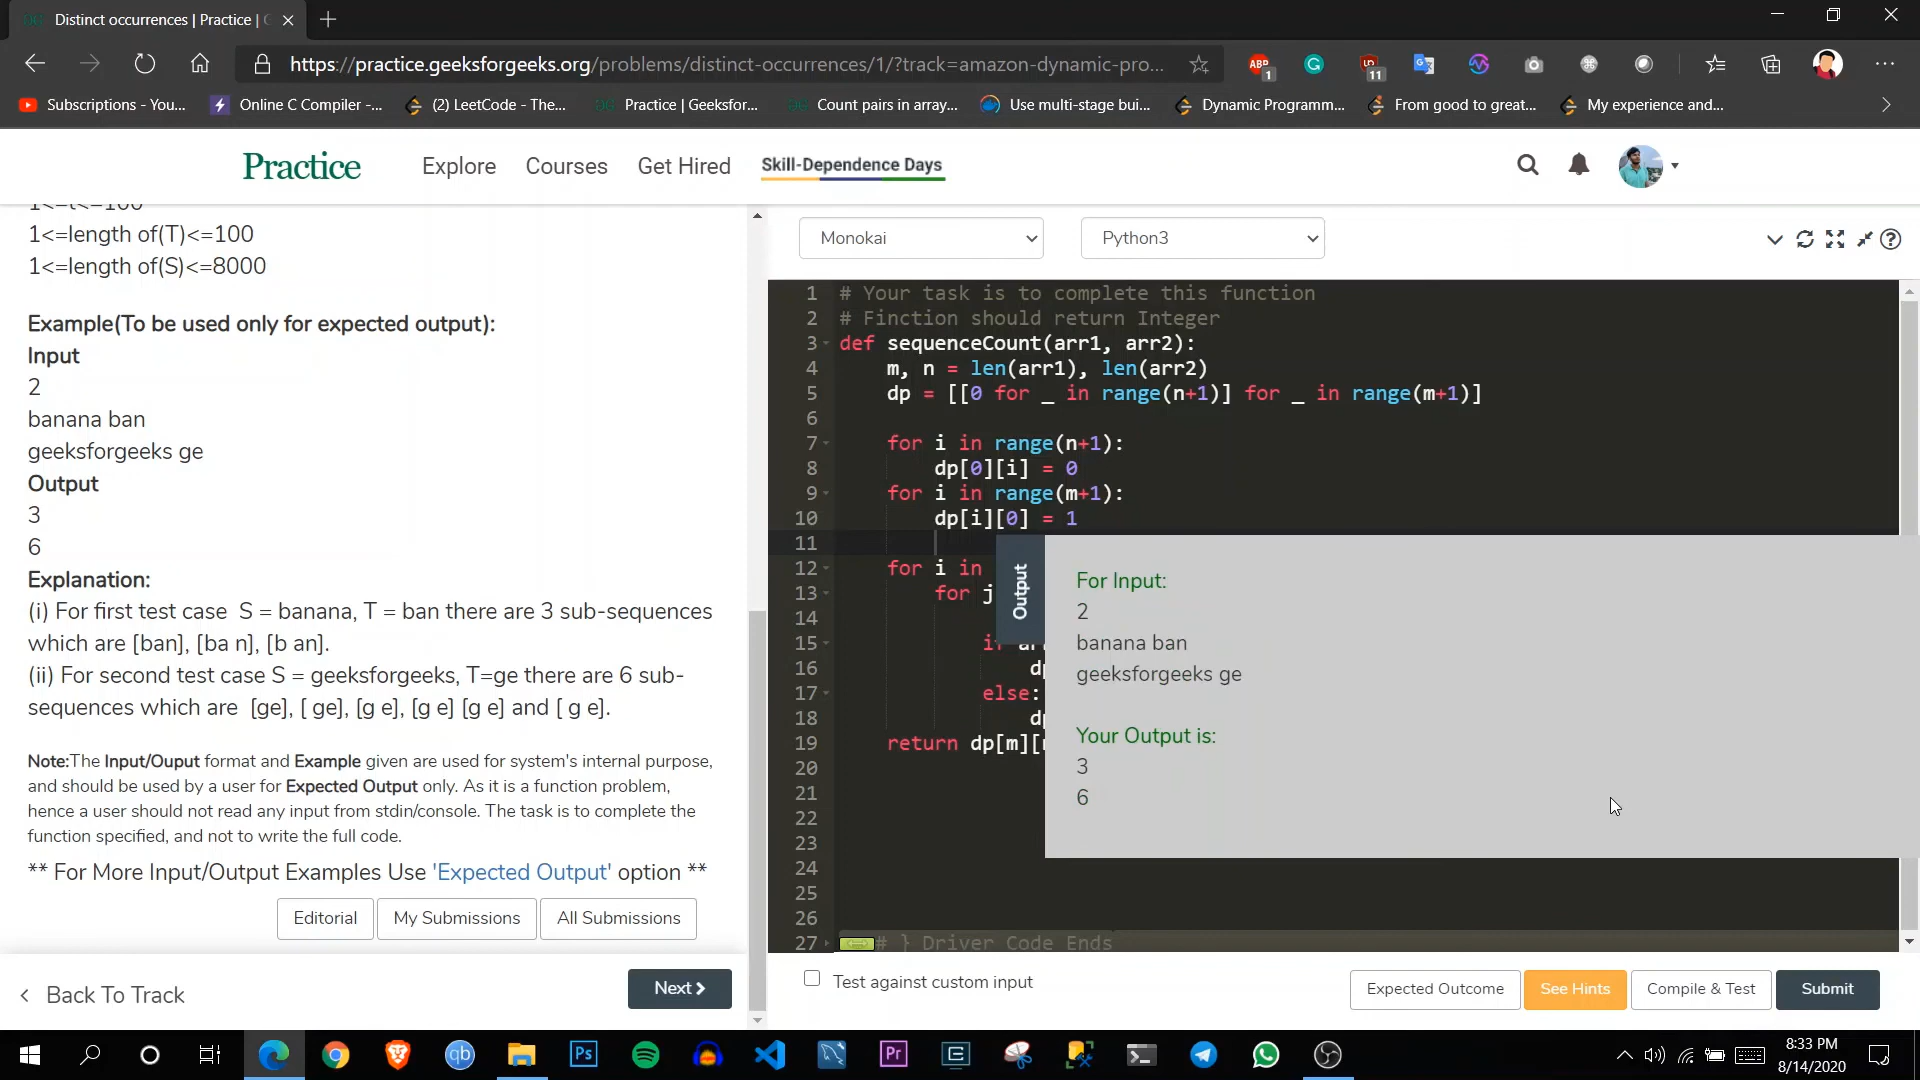 Distinct occurrences | Practice |
https://practice.geeksforgeeks.org/problems/distinct-occurrences/1/?track=amazon-dynamic-pro...
1
11
Subscriptions - You...
Online C Compiler -...
(2) LeetCode - The...
Practice | Geeksfor...
Count pairs in array...
Use multi-stage bui...
Dynamic Programm...
From good to great...
My experience and...
Practice
Explore
Courses
Get Hired
Skill-Dependence Days
1<=t<=100
1<=length of(T)<=100
1<=length of(S)<=8000
Example(To be used only for expected output):
Input
2
banana ban
geeksforgeeks ge
Output
3
6
Explanation:
(i) For first test case  S = banana, T = ban there are 3 sub-sequences
which are [ban], [ba n], [b an].
(ii) For second test case S = geeksforgeeks, T=ge there are 6 sub-
sequences which are  [ge], [ ge], [g e], [g e] [g e] and [ g e].
Note:The Input/Ouput format and Example given are used for system's internal purpose,
and should be used by a user for Expected Output only. As it is a function problem,
hence a user should not read any input from stdin/console. The task is to complete the
function specified, and not to write the full code.
** For More Input/Output Examples Use 'Expected Output' option **
Editorial
My Submissions
All Submissions
Back To Track
Next
Monokai
Python3
1 # Your task is to complete this function
2 # Finction should return Integer
3 def sequenceCount(arr1, arr2):
4 m, n = len(arr1), len(arr2)
5 dp = [[0 for _ in range(n+1)] for _ in range(m+1)]
6
7 for i in range(n+1):
8 dp[0][i] = 0
9 for i in range(m+1):
10 dp[i][0] = 1
11
12 for i in
13 for j
14
15
16
17 else:
18
19 return dp[m][
20
21
22
23
24
25
26
27 # } Driver Code Ends
Output
For Input:
2
banana ban
geeksforgeeks ge
Your Output is:
3
6
Test against custom input
Expected Outcome
See Hints
Compile & Test
Submit
8:33 PM
8/14/2020